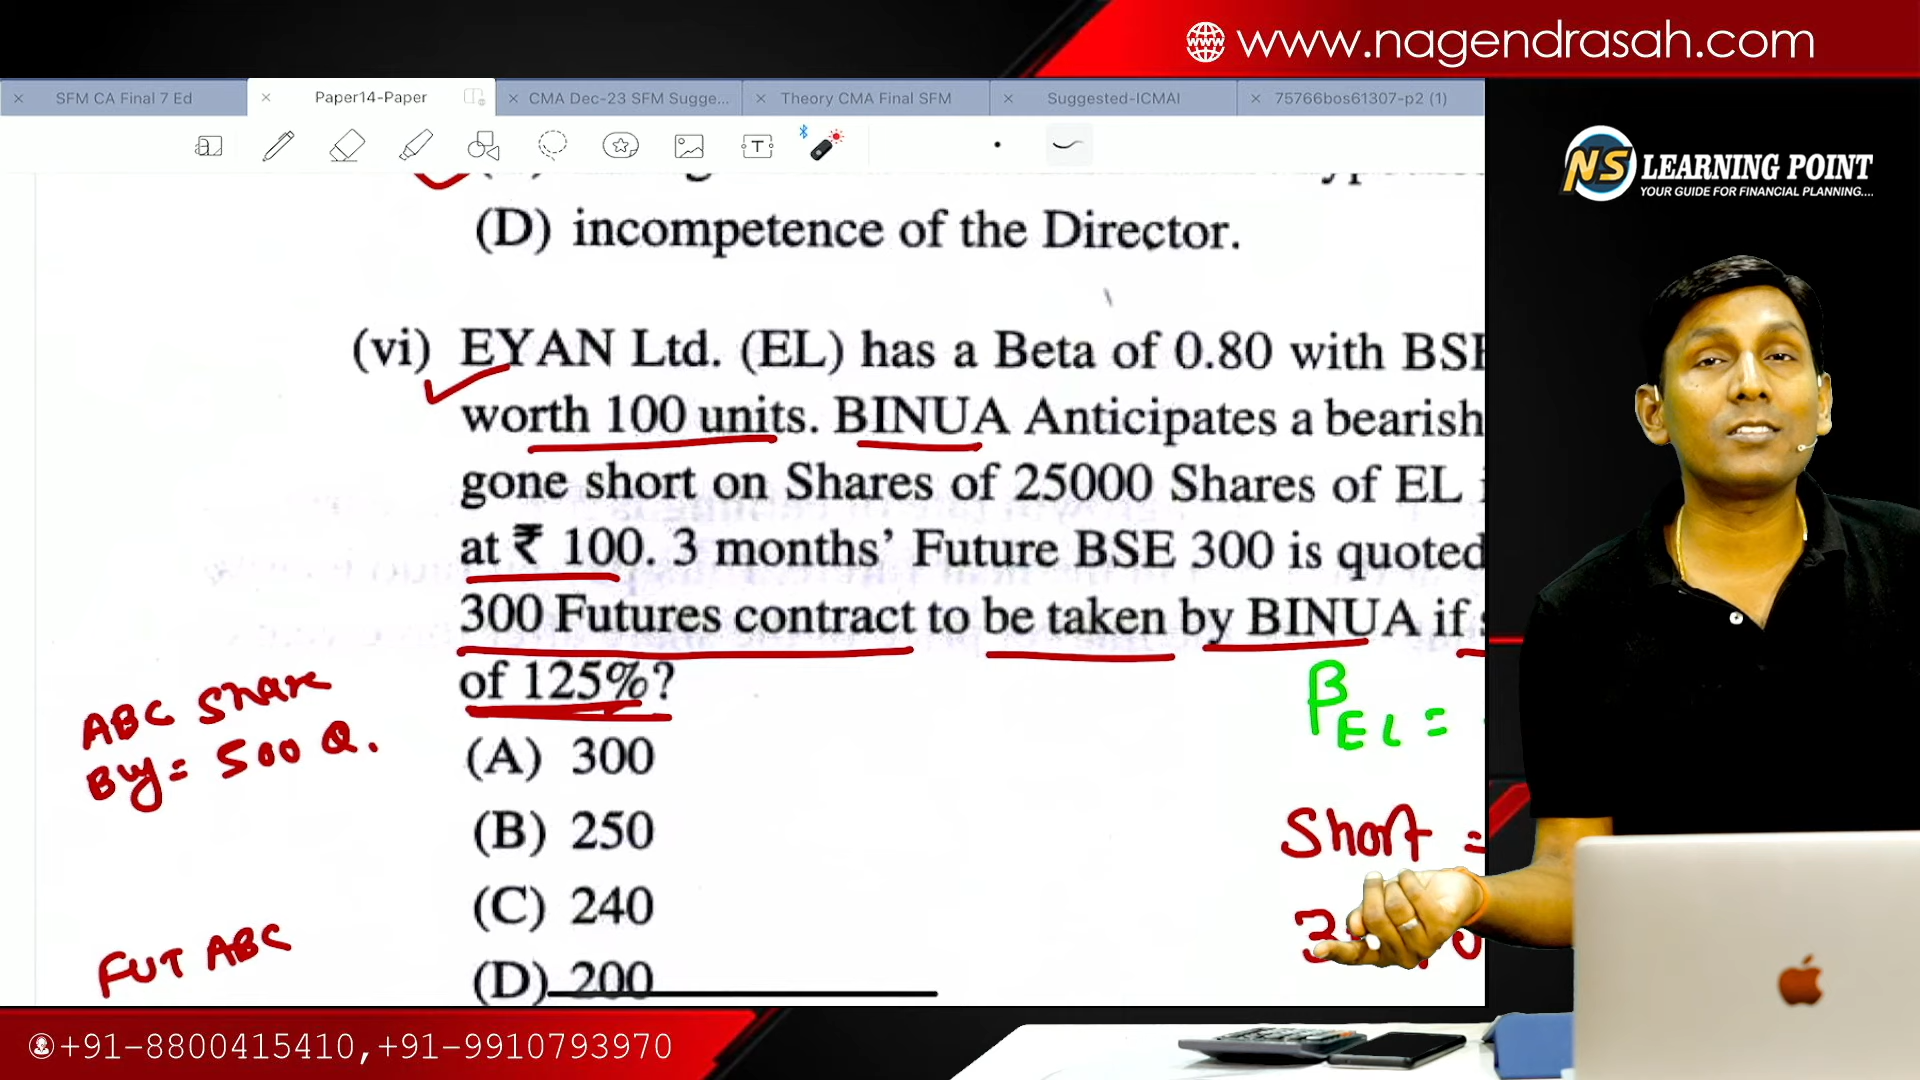 www.nagendrasah.com
SFM CA Final 7 Ed
Paper14-Paper
CMA Dec-23 SFM Sugge...
Theory CMA Final SFM
Suggested-ICMAI
75766bos61307-p2 (1)
NS LEARNING POINT
YOUR GUIDE FOR FINANCIAL PLANNING....
(D) incompetence of the Director.
(vi) EYAN Ltd. (EL) has a Beta of 0.80 with
worth 100 units. BINUA Anticipates a bearish
gone short on Shares of 25000 Shares of EL
at ₹ 100. 3 months' Future BSE 300 is quoted
300 Futures contract to be taken by BINUA if
of 125%?
(A) 300
(B) 250
(C) 240
(D) 200
ABC Share
Buy = 500 Q.
FUT ABC
β EL =
Short =
+91-8800415410,+91-9910793970